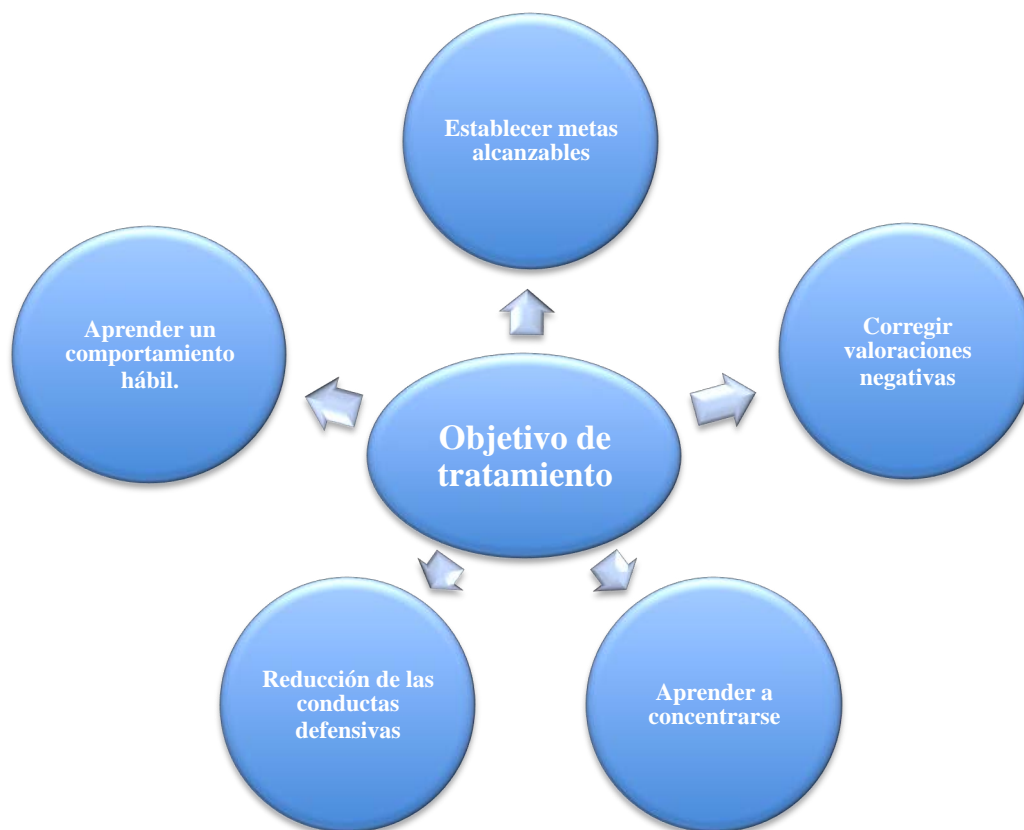 Establecer metas
alcanzables
Aprender un
comportamiento
hábil.
Corregir
valoraciones
negativas
Objetivo de
tratamiento
Reducción de las
conductas
defensivas
Aprender a
concentrarse